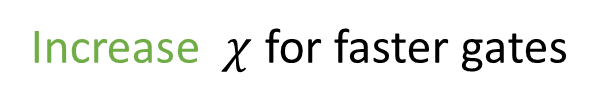 Increase 𝜒 for faster gates